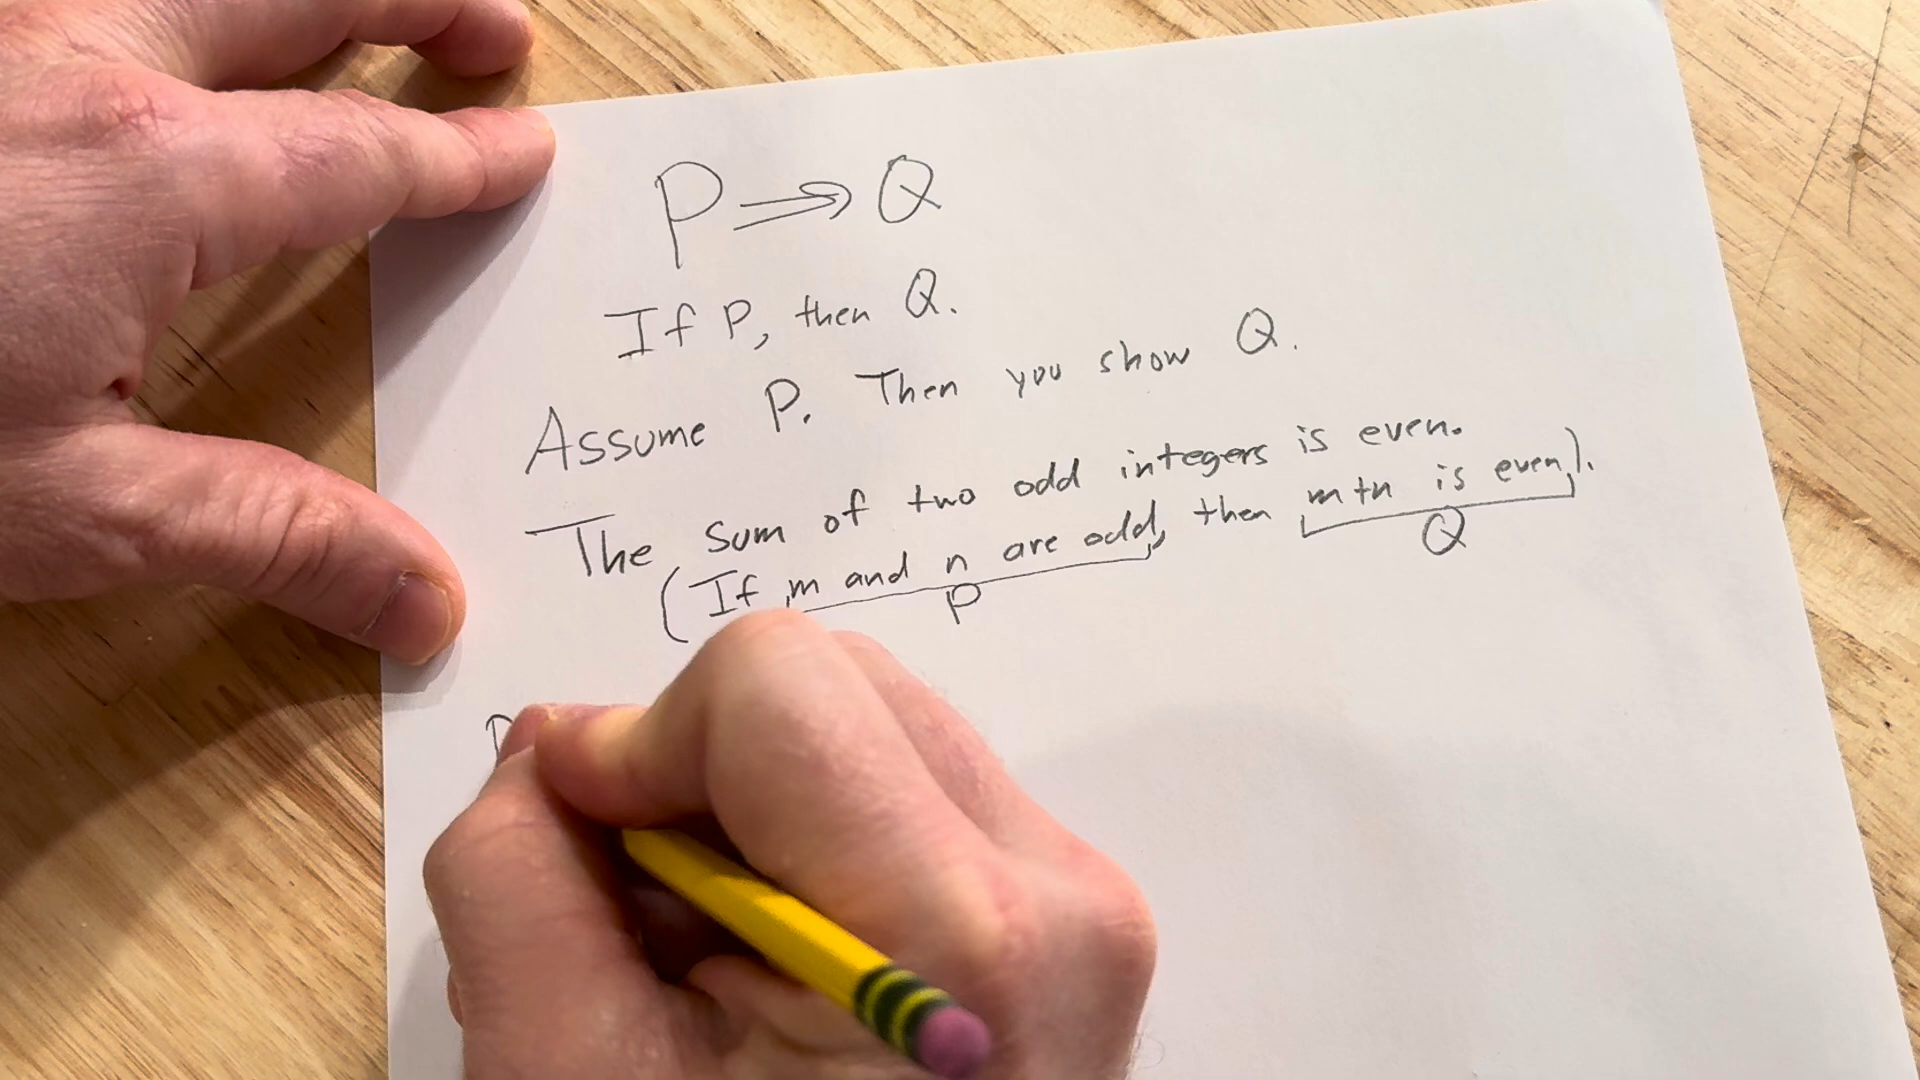 P ⇒ Q
If P, then Q.
Assume P. Then you show Q.
The sum of two odd integers is even.
(If m and n are odd, then m+n is even).
P Q